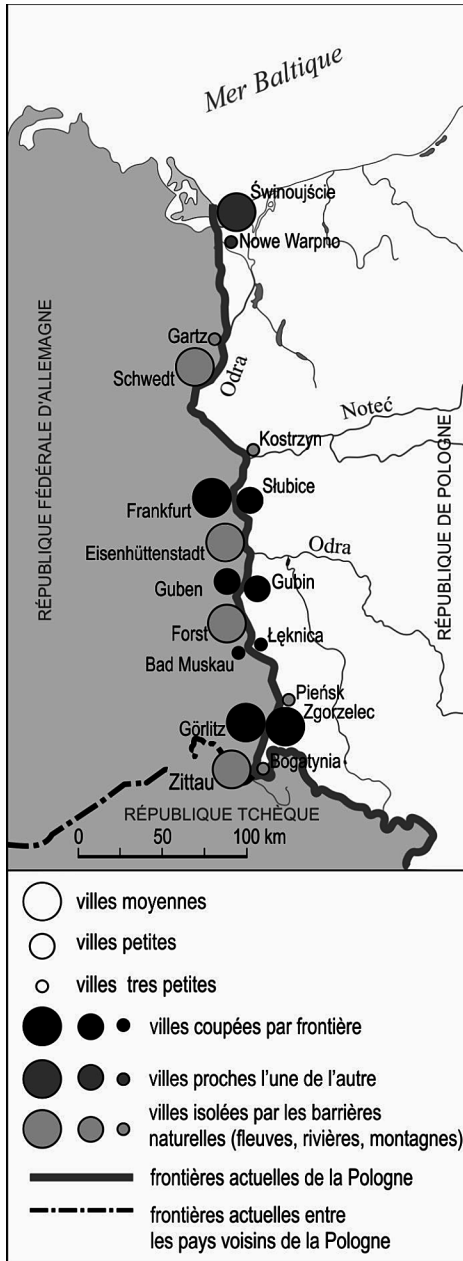 Mer Baltique
Świnoujście
Nowe Warpno
Gartz
Schwedt
Odra
Noteć
Kostrzyn
RÉPUBLIQUE FÉDÉRALE D'ALLEMAGNE
RÉPUBLIQUE DE POLOGNE
Słubice
Frankfurt
Eisenhüttenstadt
Odra
Guben
Gubin
Forst
Łęknica
Bad Muskau
Pieńsk
Zgorzelec
Görlitz
Bogatynia
Zittau
RÉPUBLIQUE TCHÈQUE
0 50 100 km
villes moyennes
villes petites
villes tres petites
villes coupées par frontière
villes proches l'une de l'autre
villes isolées par les barrières
naturelles (fleuves, rivières, montagnes)
frontières actuelles de la Pologne
frontières actuelles entre
les pays voisins de la Pologne